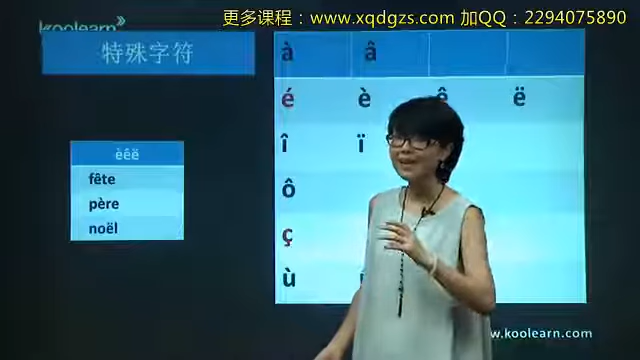 更多课程：www.xqdgzs.com 加QQ：2294075890
koolearn
特殊字符
à â
é è ê ë
î ï
ô
ç
ù
èêë
fête
père
noël
w.koolearn.com